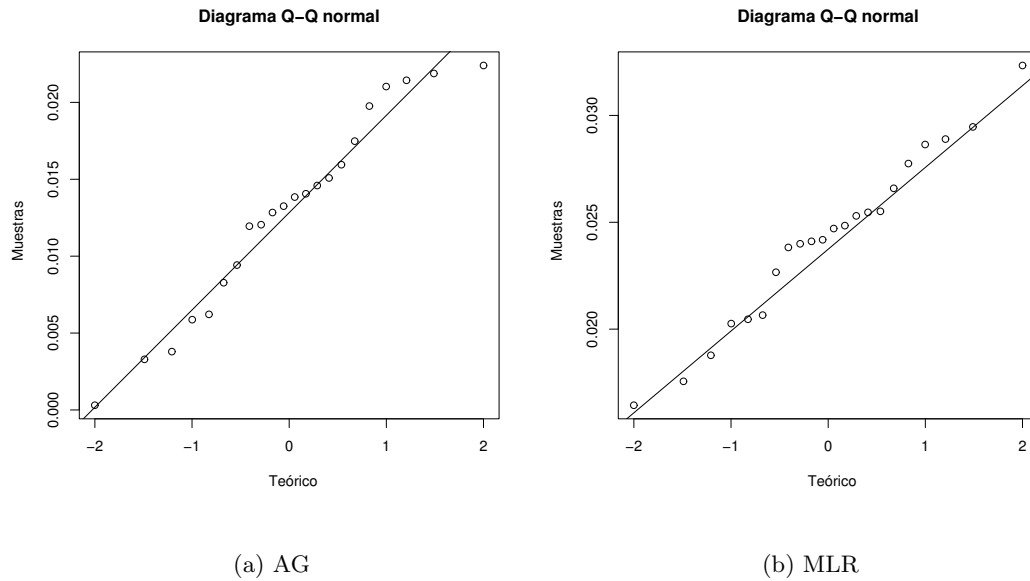 Diagrama Q−Q normal
0.020
0.015
0.010
0.005
0.000
Muestras
−2 −1 0 1 2
Teórico
(a) AG
Diagrama Q−Q normal
0.030
0.025
0.020
Muestras
−2 −1 0 1 2
Teórico
(b) MLR